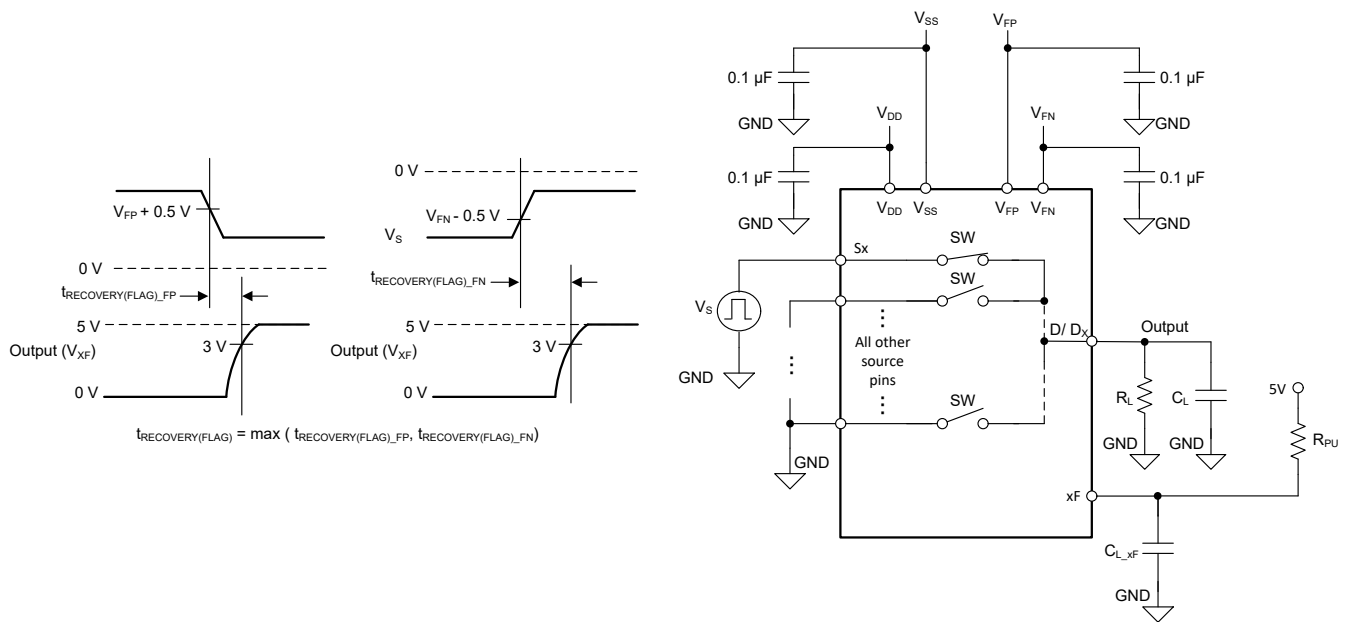 V_FP + 0.5 V
0 V
t_RECOVERY(FLAG)_FP
5 V
3 V
Output (V_XF)
0 V
0 V
V_FN - 0.5 V
V_S
t_RECOVERY(FLAG)_FN
5 V
3 V
Output (V_XF)
0 V
t_RECOVERY(FLAG) = max ( t_RECOVERY(FLAG)_FP, t_RECOVERY(FLAG)_FN)
V_SS
V_FP
0.1 µF
0.1 µF
GND
V_DD
V_FN
GND
0.1 µF
0.1 µF
GND
V_DD
V_SS
V_FP
V_FN
GND
Sx
SW
SW
V_S
GND
All other
source
pins
D/ D_X
Output
SW
R_L
C_L
5V
R_PU
GND
GND
GND
xF
C_L_xF
GND